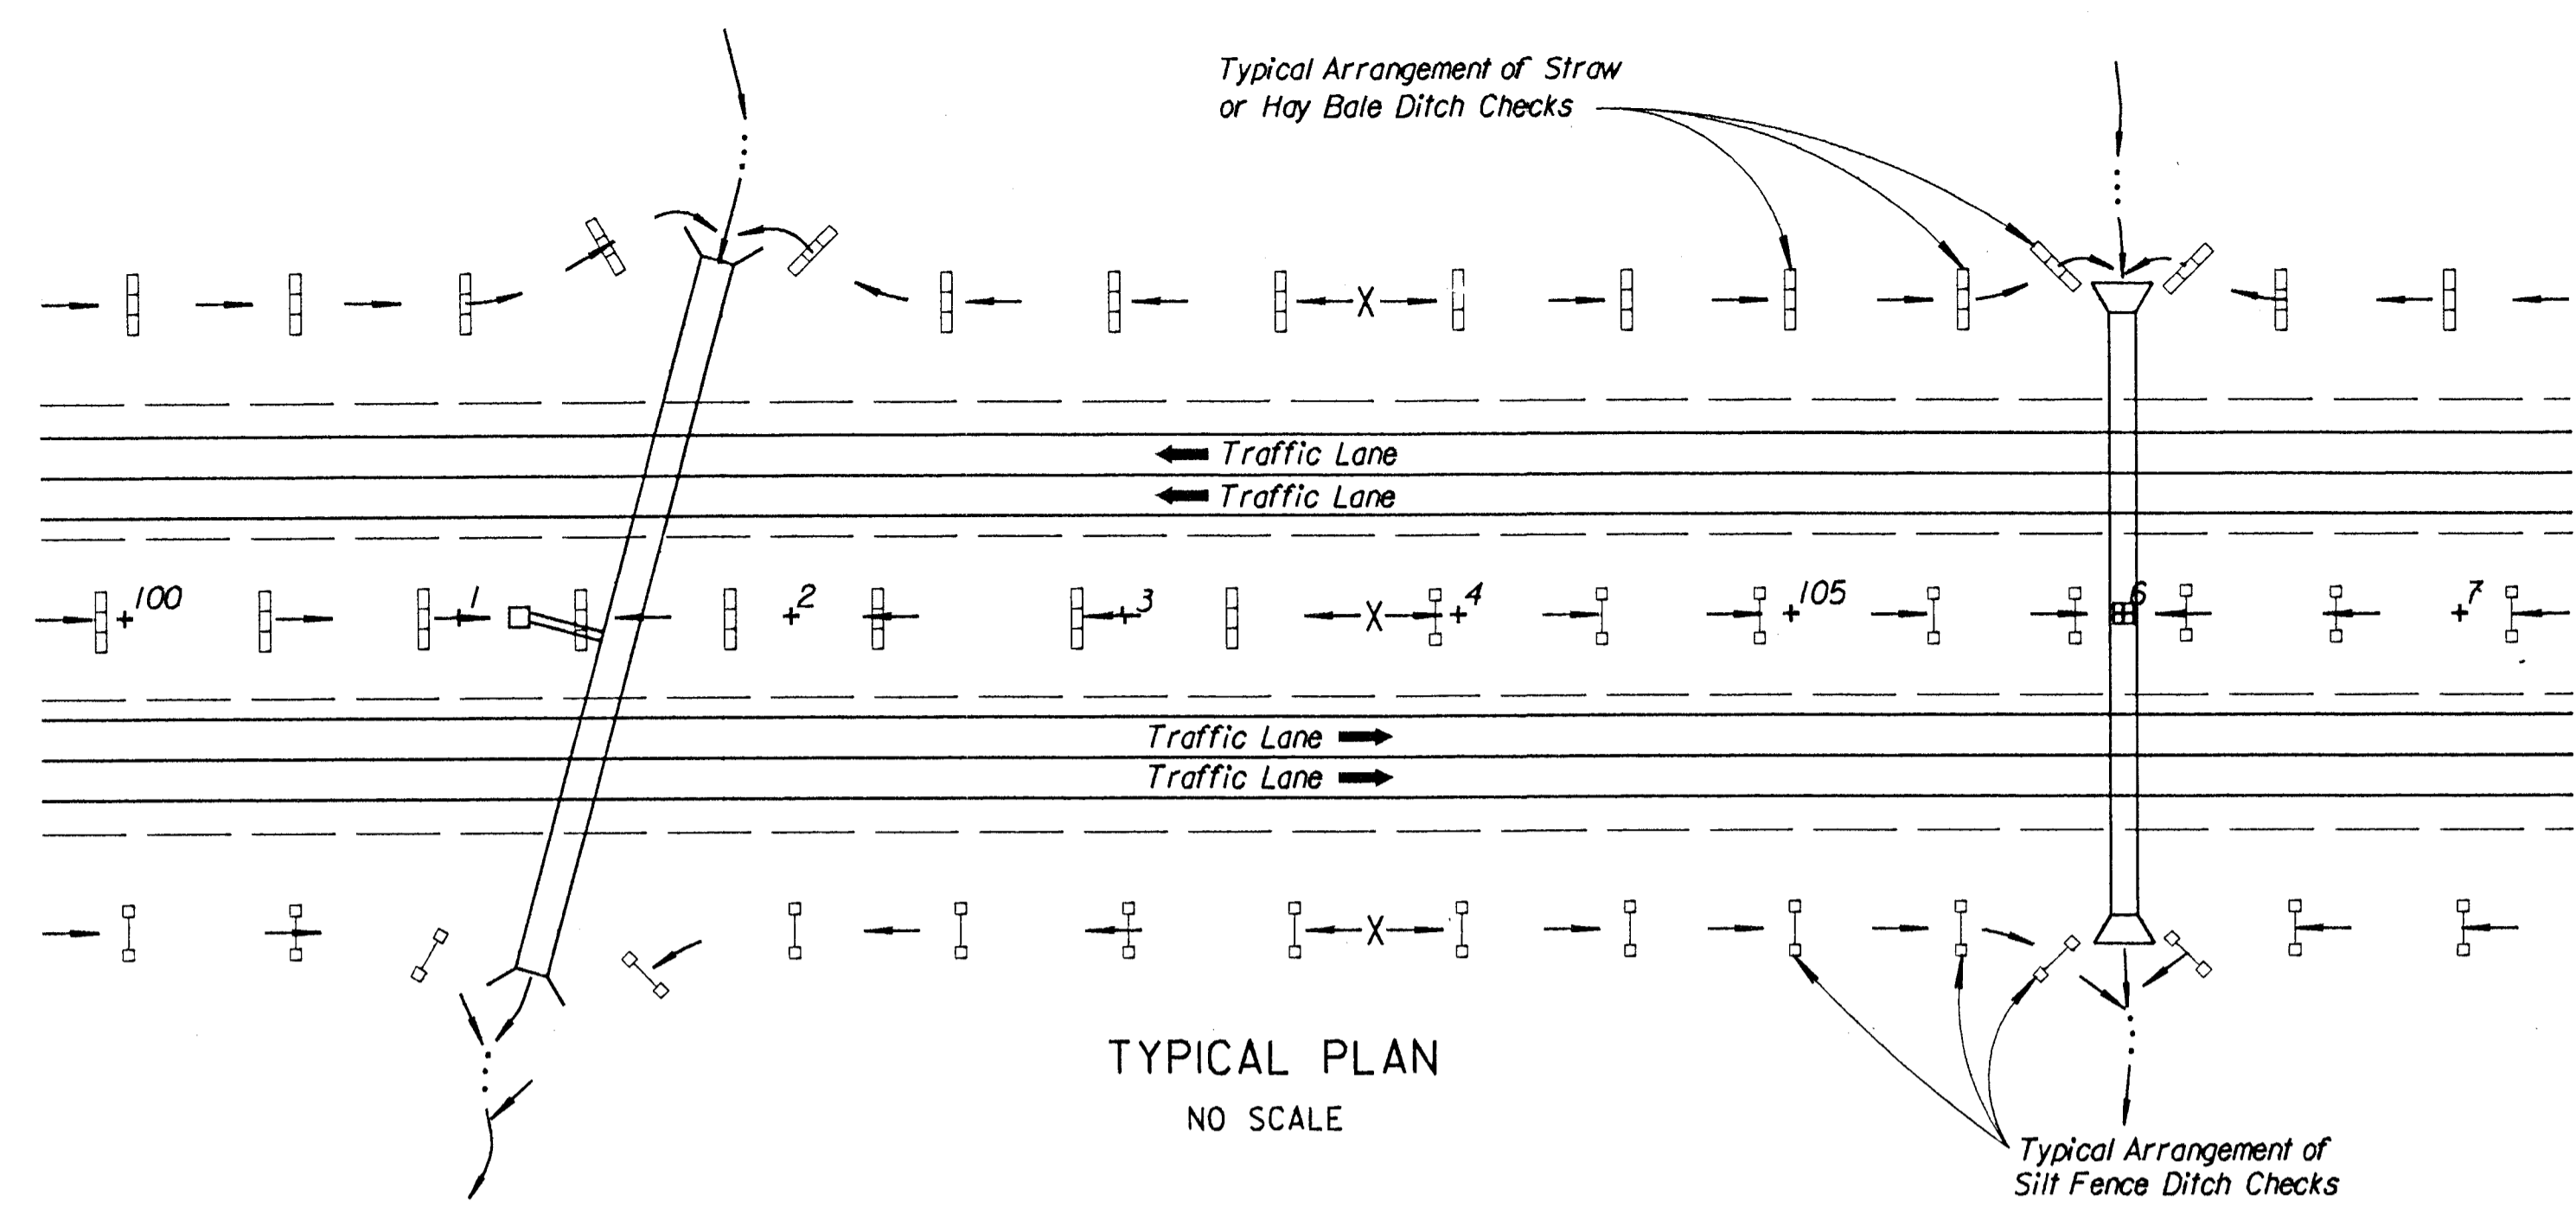 Typical Arrangement of Straw
or Hay Bale Ditch Checks
X
Traffic Lane
Traffic Lane
100
1
2
3
X
4
105
6
7
Traffic Lane
Traffic Lane
X
TYPICAL PLAN
NO SCALE
Typical Arrangement of
Silt Fence Ditch Checks